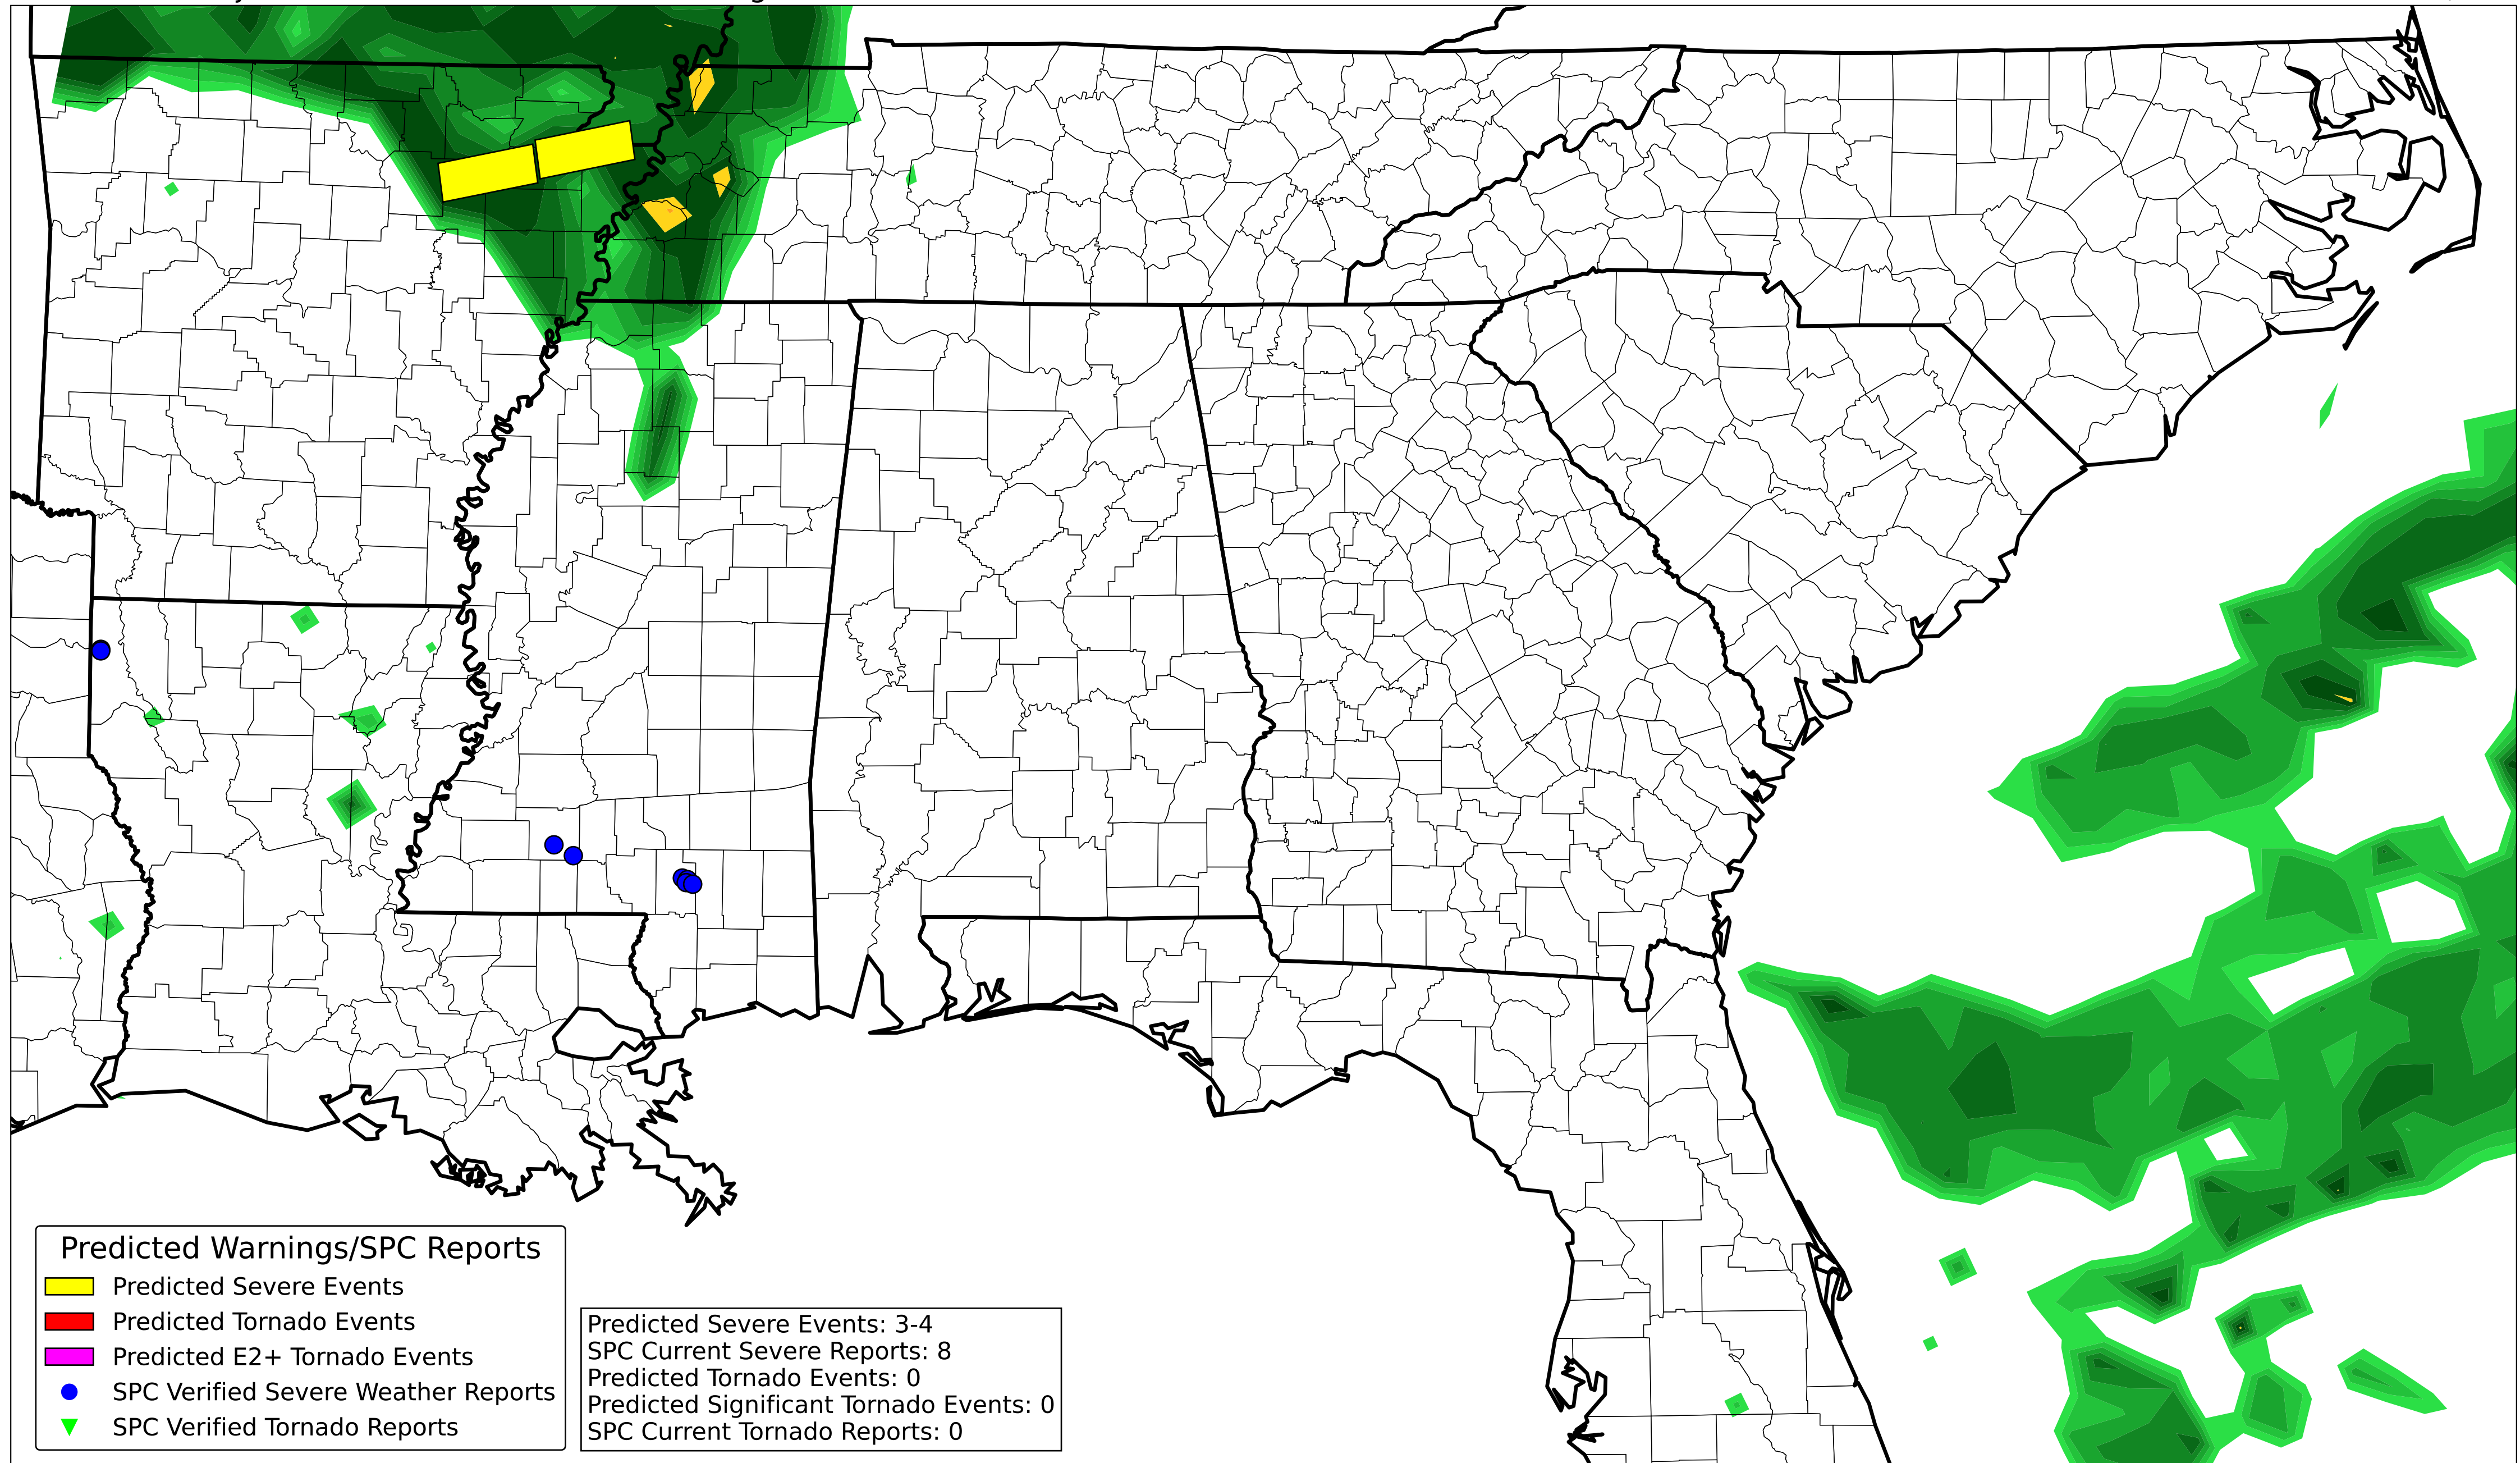 Predicted Warnings/SPC Reports
Predicted Severe Events
Predicted Tornado Events
Predicted E2+ Tornado Events
SPC Verified Severe Weather Reports
SPC Verified Tornado Reports
Predicted Severe Events: 3-4
SPC Current Severe Reports: 8
Predicted Tornado Events: 0
Predicted Significant Tornado Events: 0
SPC Current Tornado Reports: 0